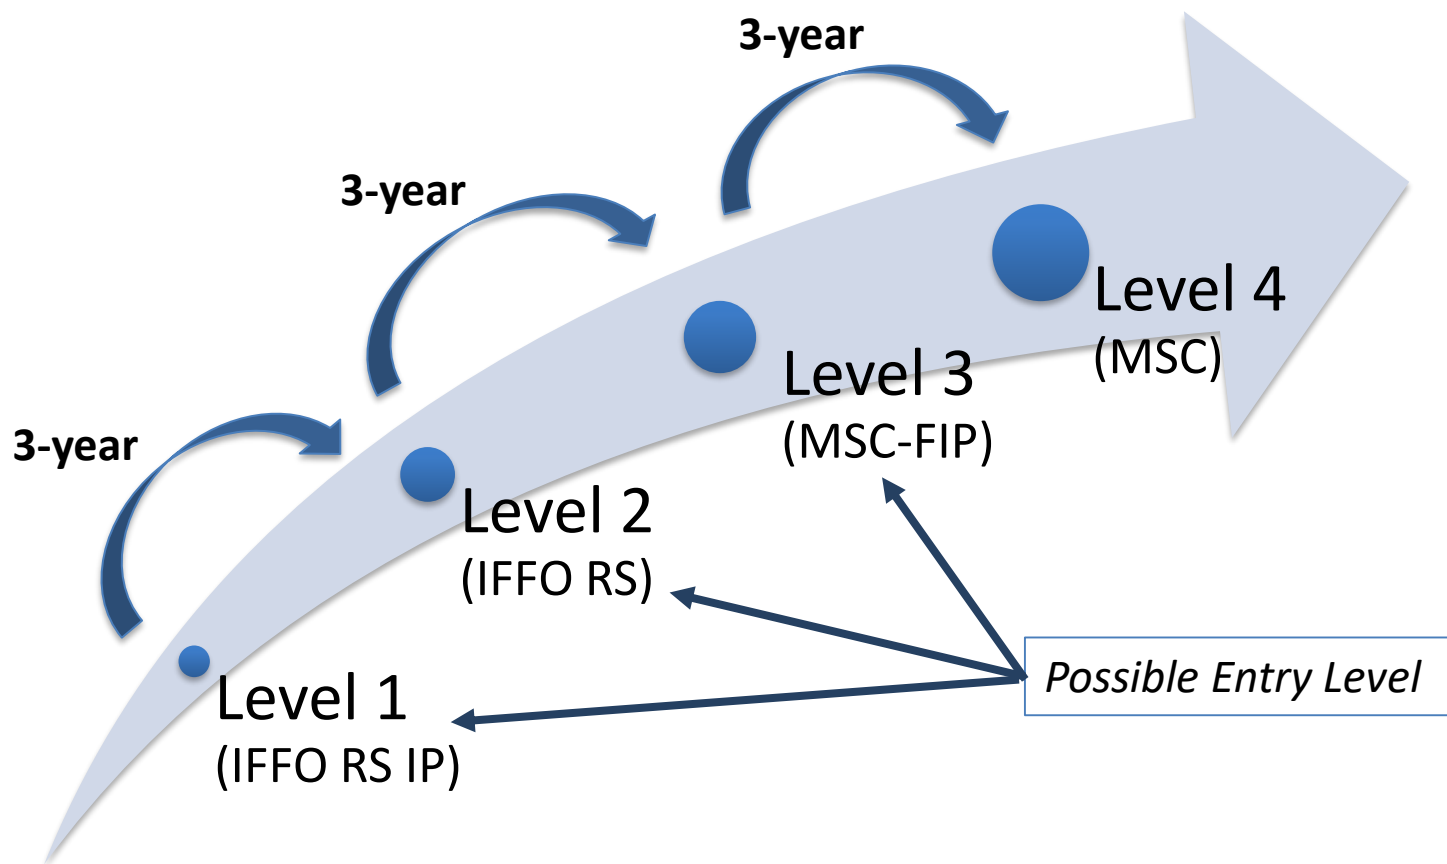 3-year
3-year
3-year
Level 4
(MSC)
Level 3
(MSC-FIP)
Level 2
(IFFO RS)
Level 1
(IFFO RS IP)
Possible Entry Level